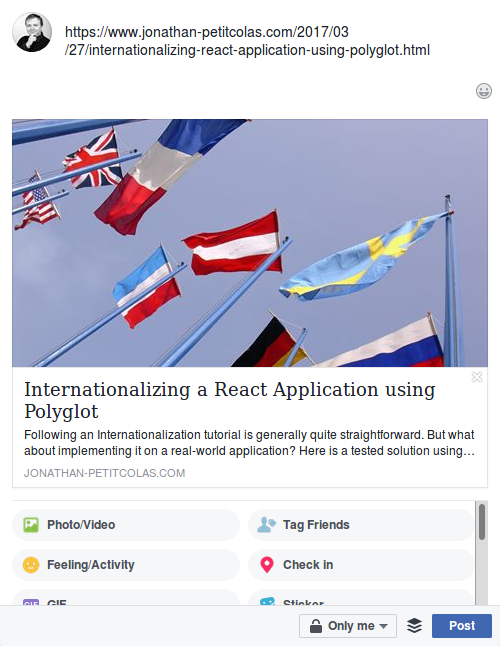 https://www.jonathan-petitcolas.com/2017/03
/27/internationalizing-react-application-using-polyglot.html
Internationalizing a React Application using
Polyglot
Following an Internationalization tutorial is generally quite straightforward. But what
about implementing it on a real-world application? Here is a tested solution using...
JONATHAN-PETITCOLAS.COM
Photo/Video
Tag Friends
Feeling/Activity
Check in
GIF
Sticker
Only me
Post